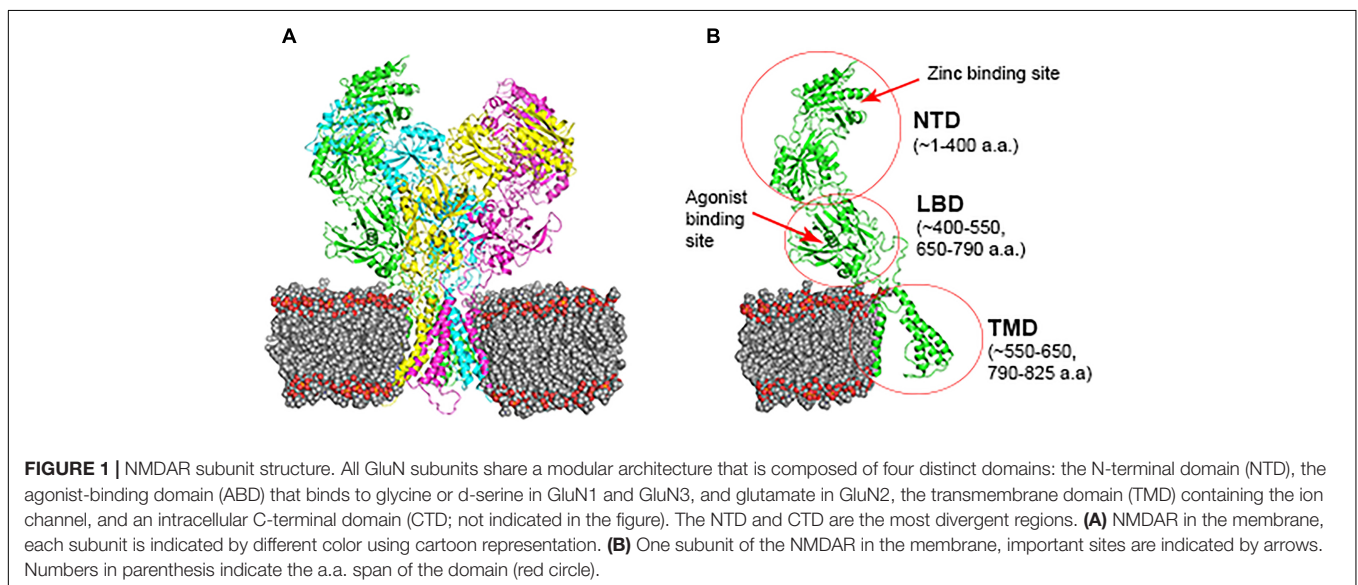 A
B
Zinc binding site
NTD
(~1-400 a.a.)
Agonist
binding
site
LBD
(~400-550,
650-790 a.a.)
TMD
(~550-650,
790-825 a.a)
FIGURE 1 | NMDAR subunit structure. All GluN subunits share a modular architecture that is composed of four distinct domains: the N-terminal domain (NTD), the
agonist-binding domain (ABD) that binds to glycine or d-serine in GluN1 and GluN3, and glutamate in GluN2, the transmembrane domain (TMD) containing the ion
channel, and an intracellular C-terminal domain (CTD; not indicated in the figure). The NTD and CTD are the most divergent regions. (A) NMDAR in the membrane,
each subunit is indicated by different color using cartoon representation. (B) One subunit of the NMDAR in the membrane, important sites are indicated by arrows.
Numbers in parenthesis indicate the a.a. span of the domain (red circle).